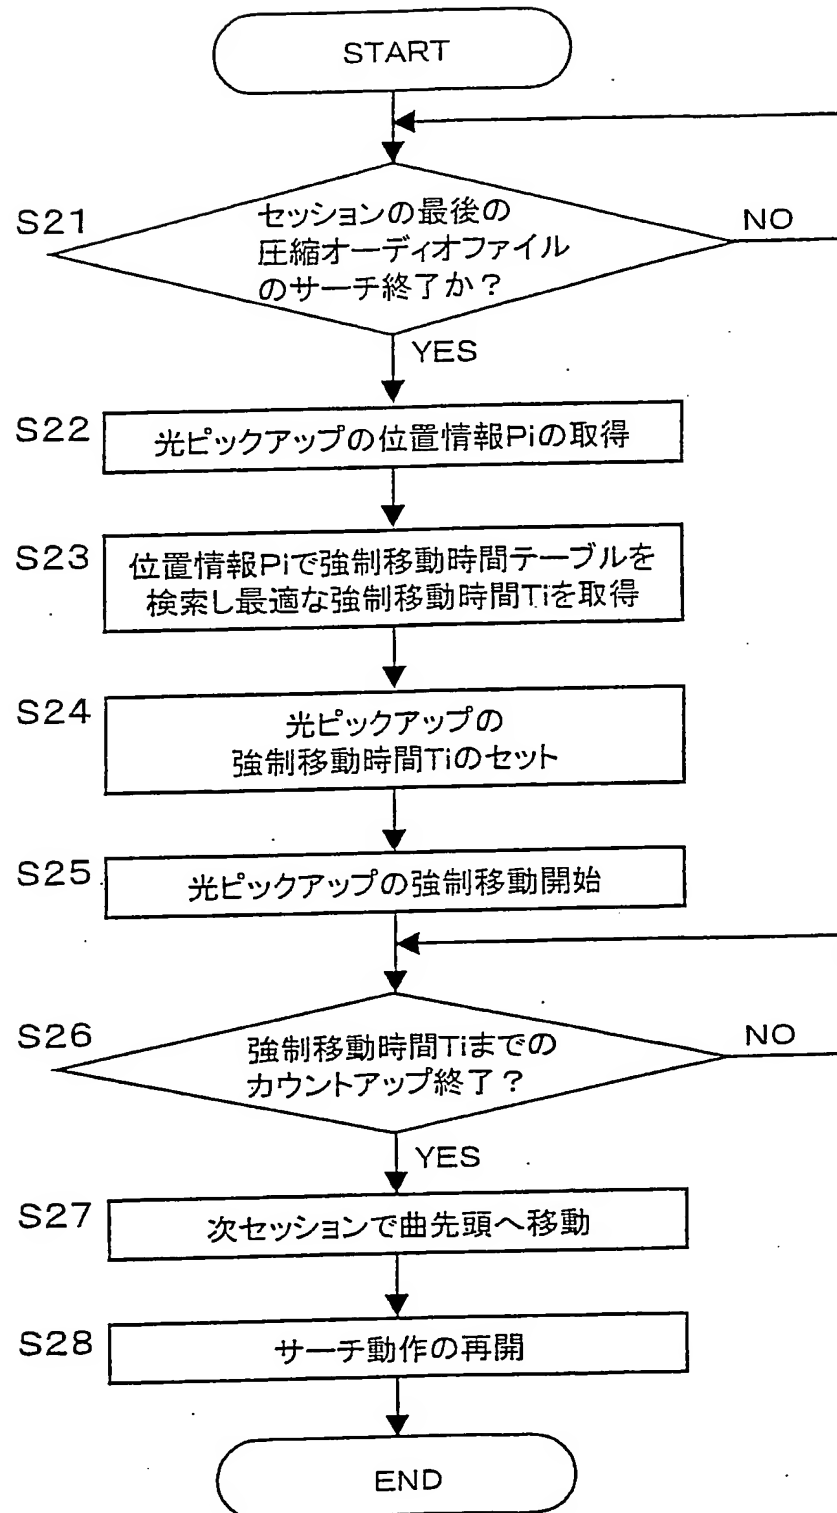 START
S21
セッションの最後の
圧縮オーディオファイル
のサーチ終了か?
NO
YES
S22
光ピックアップの位置情報Piの取得
S23
位置情報Piで強制移動時間テーブルを
検索し最適な強制移動時間Tiを取得
S24
光ピックアップの
強制移動時間Tiのセット
S25
光ピックアップの強制移動開始
S26
強制移動時間Tiまでの
カウントアップ終了?
NO
YES
S27
次セッションで曲先頭へ移動
S28
サーチ動作の再開
END